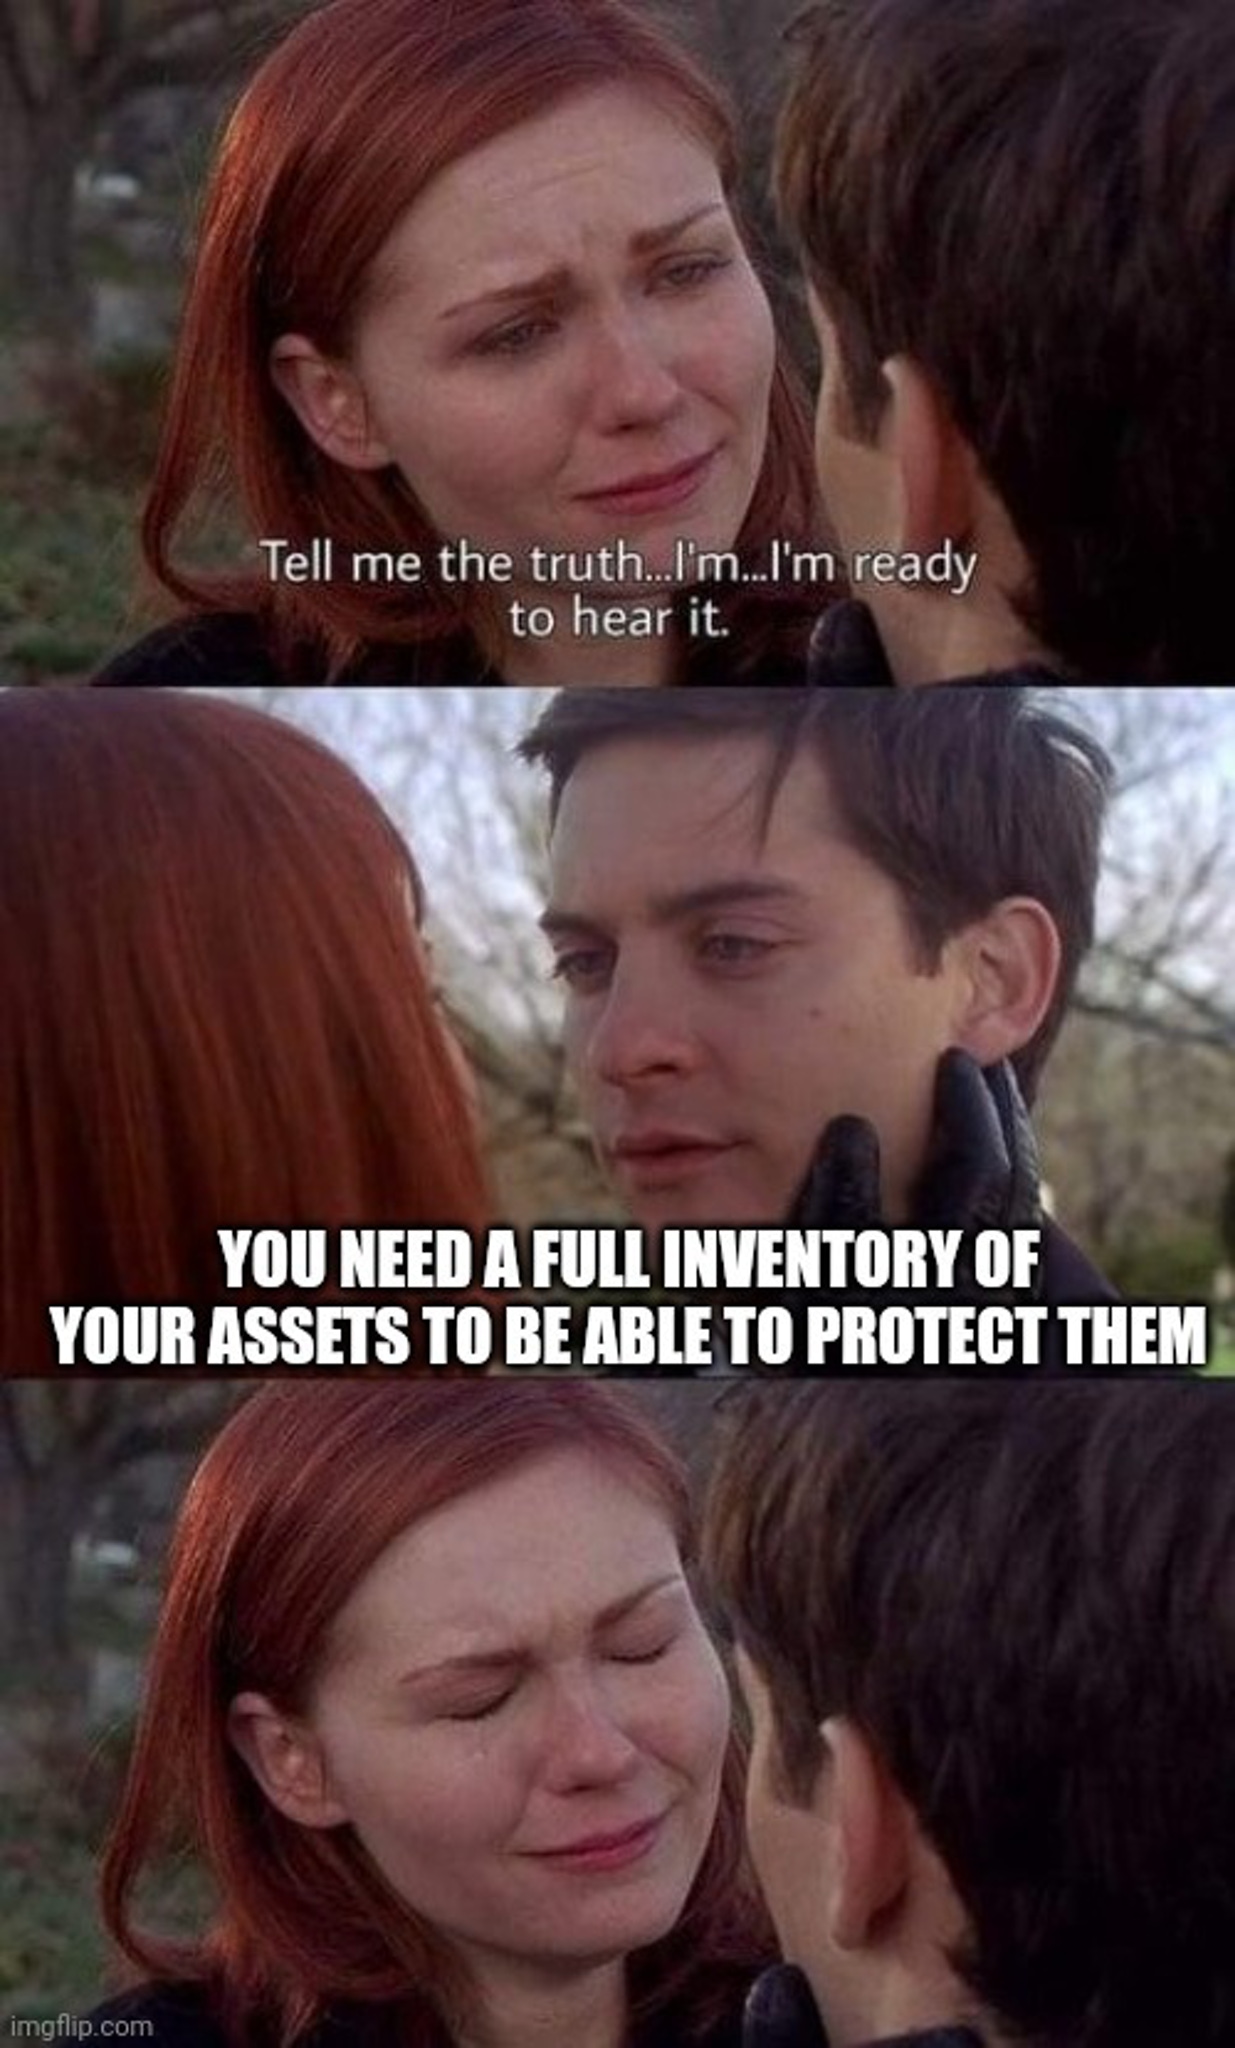 Tell me the truth...I'm...I'm ready
to hear it.
YOU NEED A FULL INVENTORY OF
YOUR ASSETS TO BE ABLE TO PROTECT THEM
imgflip.com